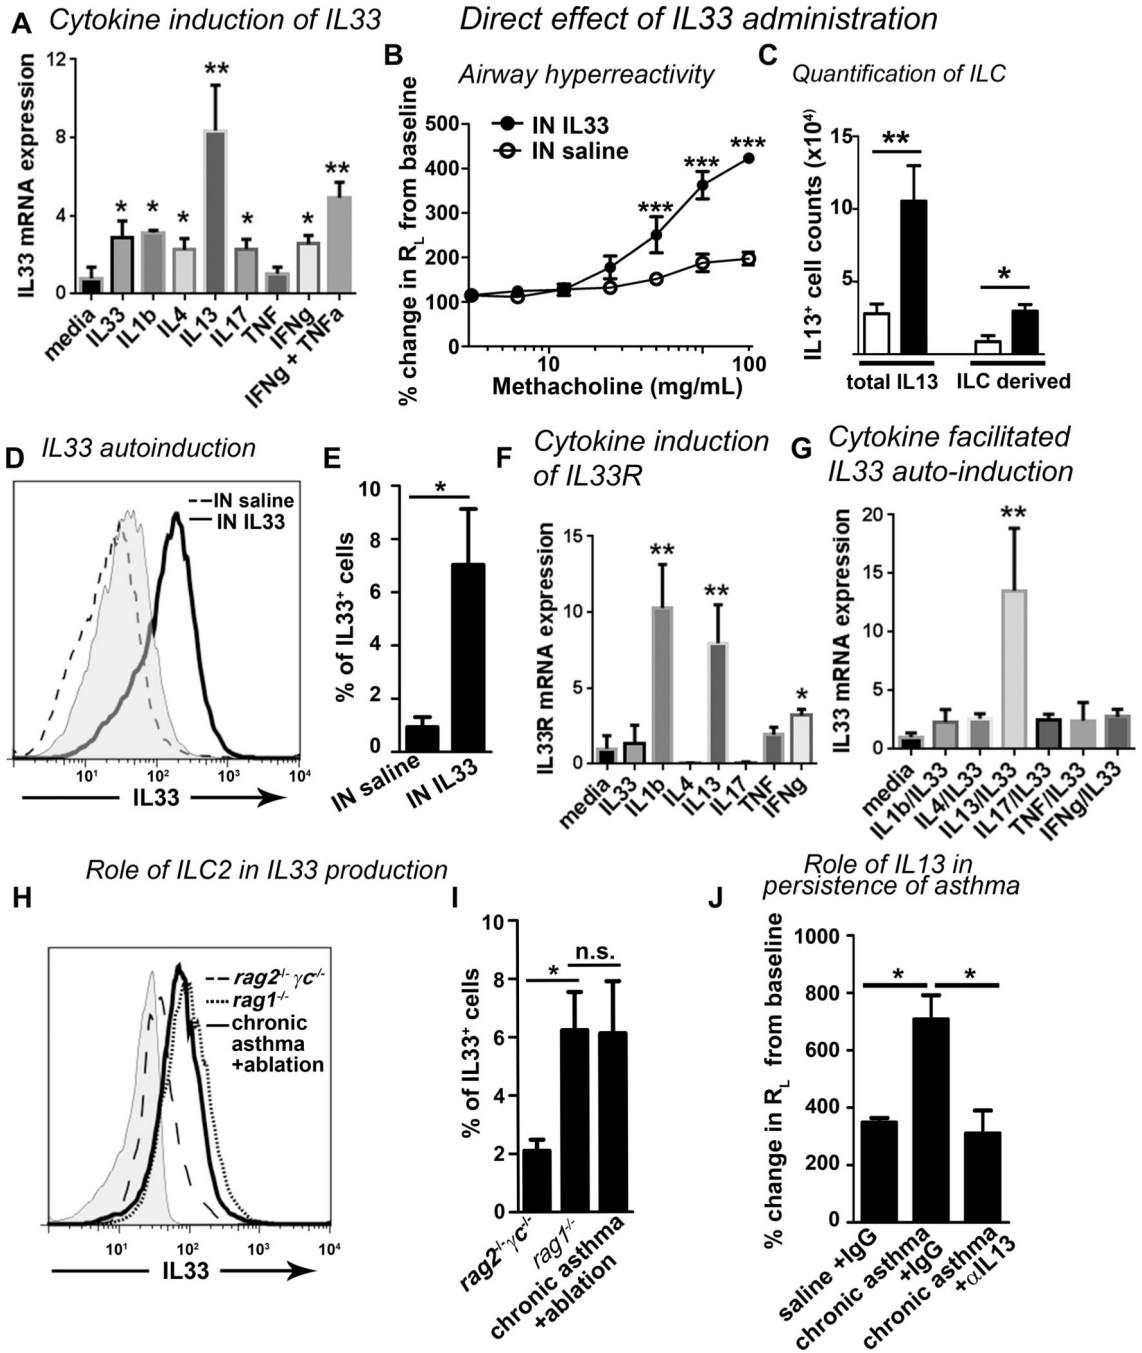 A Cytokine induction of IL33
Direct effect of IL33 administration
IL33 mRNA expression
12
8
4
0
*
*
*
**
*
*
**
media
IL33
IL1b
IL4
IL13
IL17
TNF
IFNg
IFNg + TNFa
B
Airway hyperreactivity
% change in RL from baseline
500
400
300
200
100
0
IN IL33
IN saline
***
***
***
10
100
Methacholine (mg/mL)
C
Quantification of ILC
IL13+ cell counts (x10⁴)
15
10
5
**
*
total IL13
ILC derived
D IL33 autoinduction
IN saline
IN IL33
10¹ 10² 10³ 10⁴
IL33
E
% of IL33+ cells
10
8
6
4
2
0
*
IN saline
IN IL33
F
Cytokine induction
of IL33R
IL33R mRNA expression
15
10
5
0
**
**
*
media
IL33
IL1b
IL4
IL13
IL17
TNF
IFNg
G
Cytokine facilitated
IL33 auto-induction
IL33 mRNA expression
20
15
10
5
0
**
media
IL1b/IL33
IL4/IL33
IL13/IL33
IL17/IL33
TNF/IL33
IFNg/IL33
Role of ILC2 in IL33 production
H
rag2-/- γc-/-
rag1-/-
chronic
asthma
+ablation
10¹ 10² 10³ 10⁴
IL33
I
% of IL33+ cells
10
8
6
4
2
0
*
n.s.
rag2-/-γc-/-
rag1-/-
chronic asthma
+ablation
J
Role of IL13 in
persistence of asthma
% change in RL from baseline
1000
800
600
400
200
0
*
*
saline +IgG
chronic asthma
+IgG
chronic asthma
+αIL13